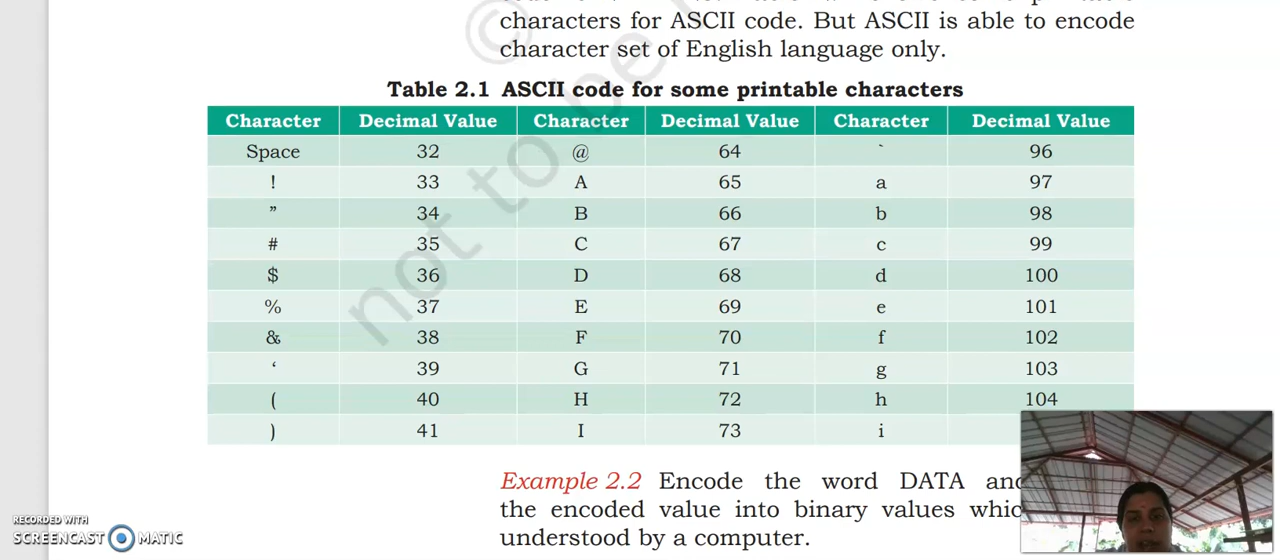 characters for ASCII code. But ASCII is able to encode
character set of English language only.
Table 2.1 ASCII code for some printable characters
Character Decimal Value Character Decimal Value Character Decimal Value
Space 32 @ 64 ` 96
! 33 A 65 a 97
” 34 B 66 b 98
# 35 C 67 c 99
$ 36 D 68 d 100
% 37 E 69 e 101
& 38 F 70 f 102
‘ 39 G 71 g 103
( 40 H 72 h 104
) 41 I 73 i
Example 2.2 Encode the word DATA
the encoded value into binary values
understood by a computer.
not to be
©
RECORDED WITH
SCREENCAST MATIC